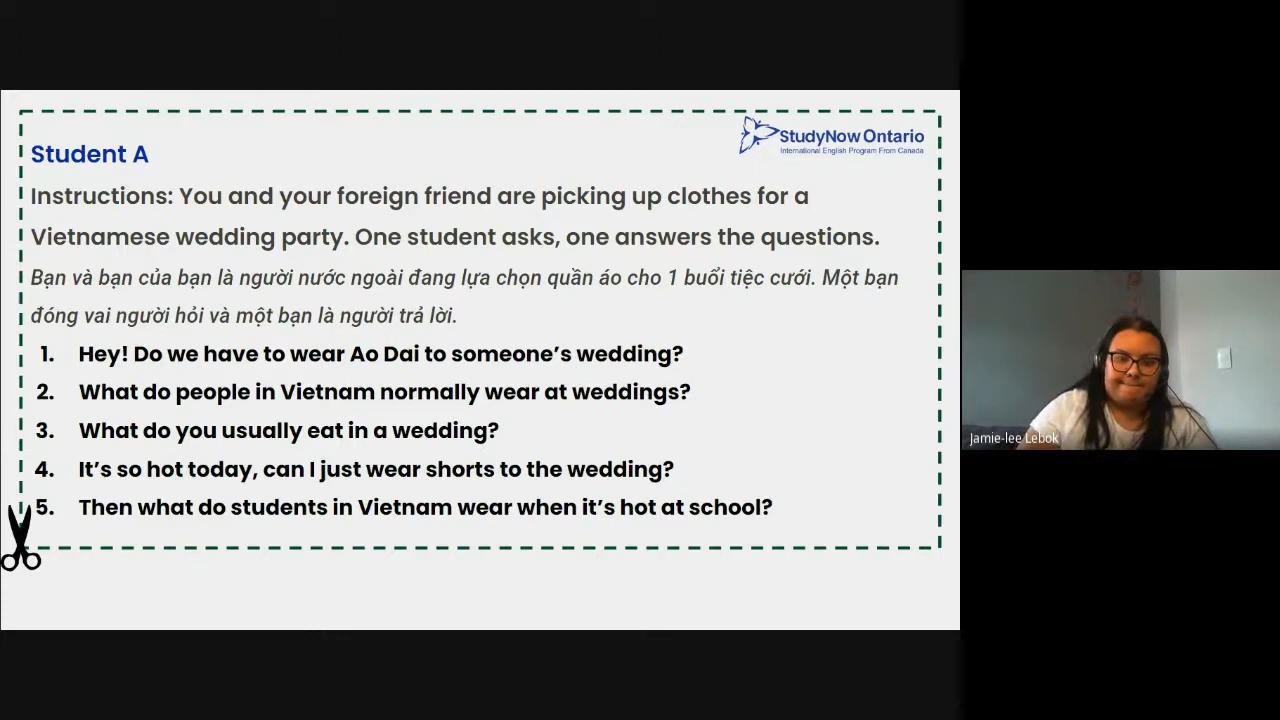 StudyNow Ontario
International English Program From Canada
Student A
Instructions: You and your foreign friend are picking up clothes for a
Vietnamese wedding party. One student asks, one answers the questions.
Bạn và bạn của bạn là người nước ngoài đang lựa chọn quần áo cho 1 buổi tiệc cưới. Một bạn
đóng vai người hỏi và một bạn là người trả lời.
1. Hey! Do we have to wear Ao Dai to someone's wedding?
2. What do people in Vietnam normally wear at weddings?
3. What do you usually eat in a wedding?
4. It's so hot today, can I just wear shorts to the wedding?
5. Then what do students in Vietnam wear when it's hot at school?
Jamie-lee Lebok